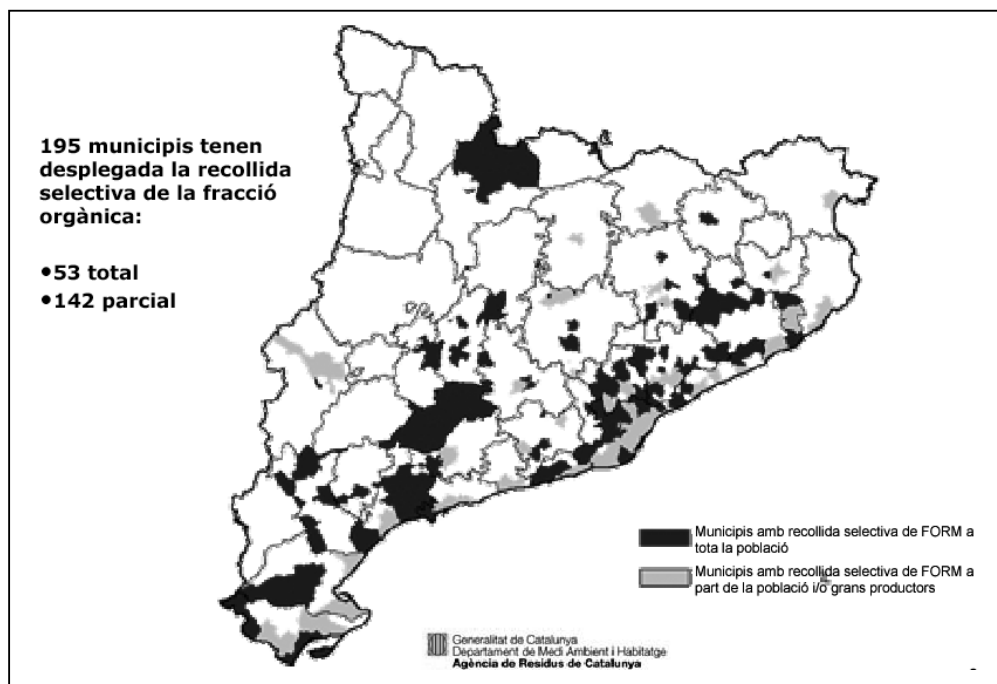 195 municipis tenen
desplegada la recollida
selectiva de la fracció
orgànica:
•53 total
•142 parcial
Municipis amb recollida selectiva de FORM a
tota la població
Municipis amb recollida selectiva de FORM a
part de la població i/o grans productors
Generalitat de Catalunya
Departament de Medi Ambient i Habitatge
Agència de Residus de Catalunya